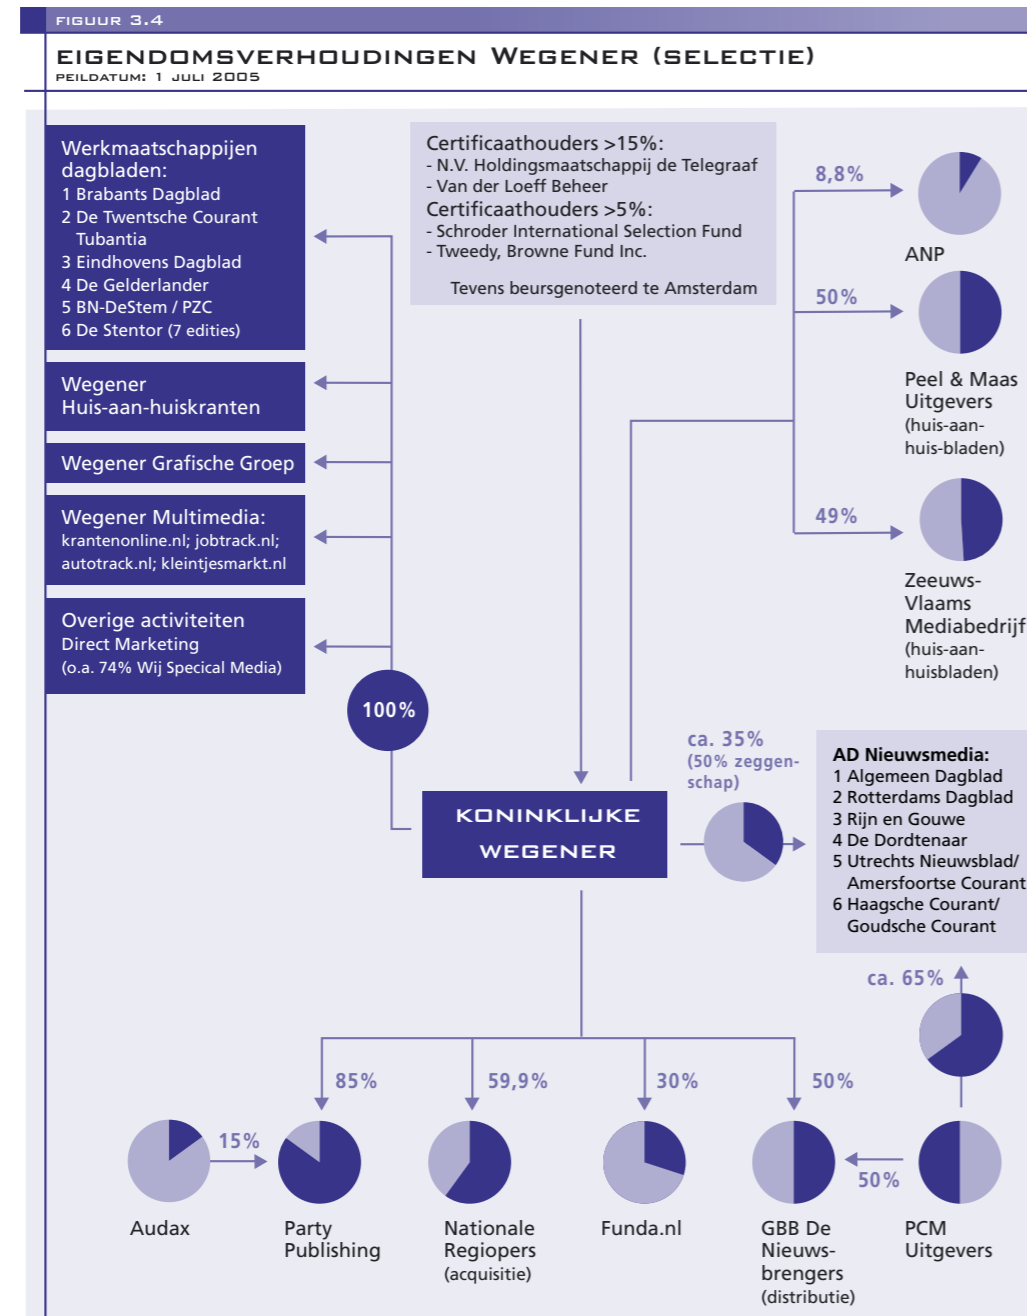 FIGUUR 3.4
EIGENDOMSVERHOUDINGEN WEGENER (SELECTIE)
PEILDATUM: 1 JULI 2005
Werkmaatschappijen
dagbladen:
1 Brabants Dagblad
2 De Twentsche Courant
Tubantia
3 Eindhovens Dagblad
4 De Gelderlander
5 BN-DeStem / PZC
6 De Stentor (7 edities)
Wegener
Huis-aan-huiskranten
Wegener Grafische Groep
Wegener Multimedia:
krantenonline.nl; jobtrack.nl;
autotrack.nl; kleintjesmarkt.nl
Overige activiteiten
Direct Marketing
(o.a. 74% Wij Specical Media)
100%
Certificaathouders >15%:
- N.V. Holdingsmaatschappij de Telegraaf
- Van der Loeff Beheer
Certificaathouders >5%:
- Schroder International Selection Fund
- Tweedy, Browne Fund Inc.
Tevens beursgenoteerd te Amsterdam
8,8%
ANP
50%
Peel & Maas
Uitgevers
(huis-aan-
huis-bladen)
49%
Zeeuws-
Vlaams
Mediabedrijf
(huis-aan-
huisbladen)
KONINKLIJKE
WEGENER
ca. 35%
(50% zeggen-
schap)
AD Nieuwsmedia:
1 Algemeen Dagblad
2 Rotterdams Dagblad
3 Rijn en Gouwe
4 De Dordtenaar
5 Utrechts Nieuwsblad/
Amersfoortse Courant
6 Haagsche Courant/
Goudsche Courant
ca. 65%
85%
59,9%
30%
50%
15%
50%
Audax
Party
Publishing
Nationale
Regiopers
(acquisitie)
Funda.nl
GBB De
Nieuws-
brengers
(distributie)
PCM
Uitgevers